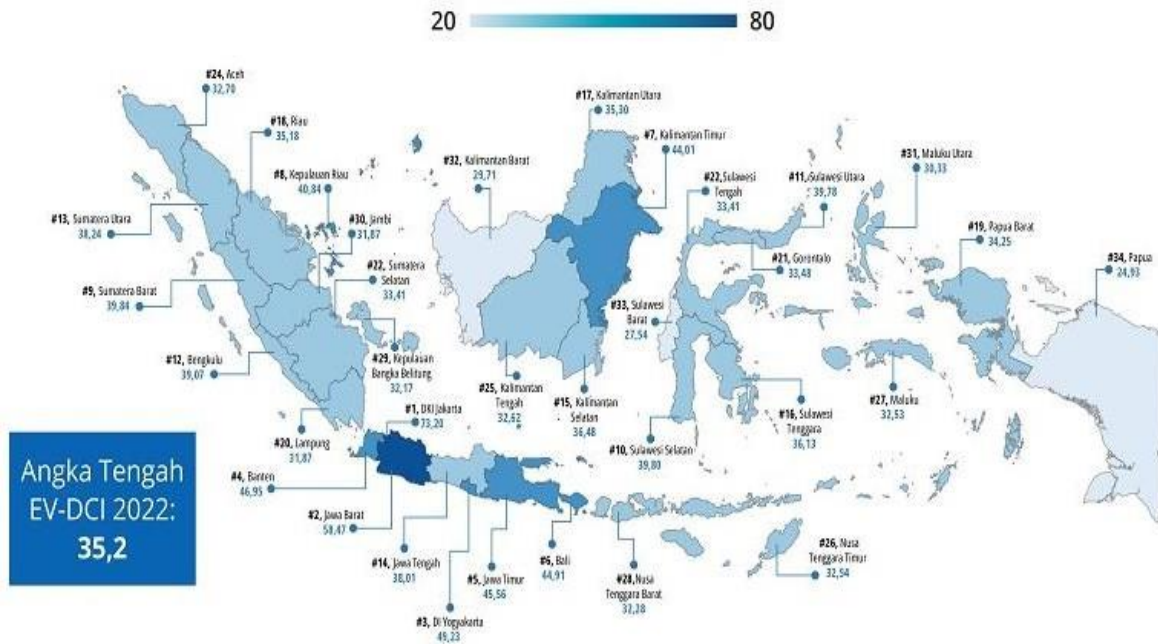 20 80
#24, Aceh
32,70
#17, Kalimantan Utara
35,30
#18, Riau
35,18
#7, Kalimantan Timur
44,01
#32, Kalimantan Barat
29,71
#31, Maluku Utara
30,33
#22,Sulawesi
Tengah
33,41
#11, Sulawesi Utara
39,78
#8, Kepulauan Riau
40,84
#13, Sumatera Utara
38,24
#30, Jambi
31,87
#19, Papua Barat
34,25
#21, Gorontalo
33,48
#34, Papua
24,93
#22, Sumatera
Selatan
33,41
#9, Sumatera Barat
39,84
#33, Sulawesi
Barat
27,54
#12, Bengkulu
39,07
#29, Kepulauan
Bangka Belitung
32,17
#25, Kalimantan
Tengah
32,62
#15, Kalimantan
Selatan
36,48
#27, Maluku
32,53
#1, DKI Jakarta
73,20
#16, Sulawesi
Tenggara
36,13
#20, Lampung
31,87
#10, Sulawesi Selatan
39,80
Angka Tengah
EV-DCI 2022:
35,2
#4, Banten
46,95
#2, Jawa Barat
58,47
#14, Jawa Tengah
38,01
#5, Jawa Timur
45,56
#6, Bali
44,91
#28,Nusa
Tenggara Barat
32,28
#26, Nusa
Tenggara Timur
32,54
#3, DI Yogyakarta
49,23